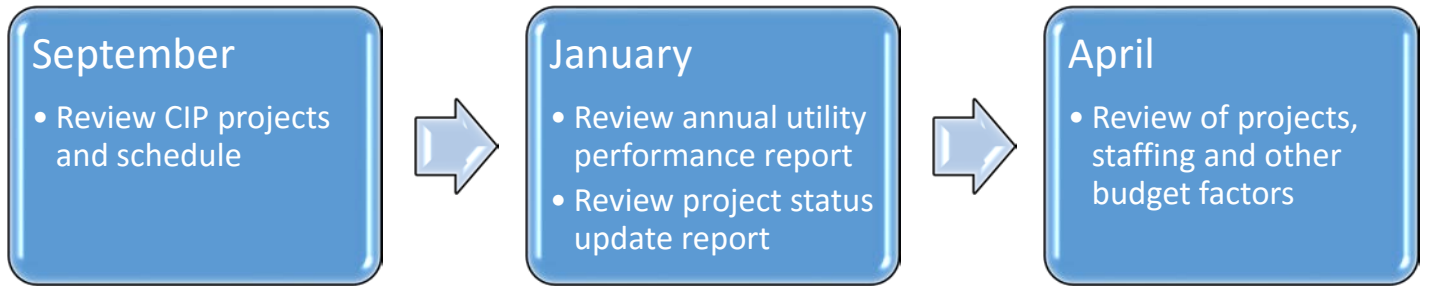 September
• Review CIP projects
and schedule
January
• Review annual utility
performance report
• Review project status
update report
April
• Review of projects,
staffing and other
budget factors